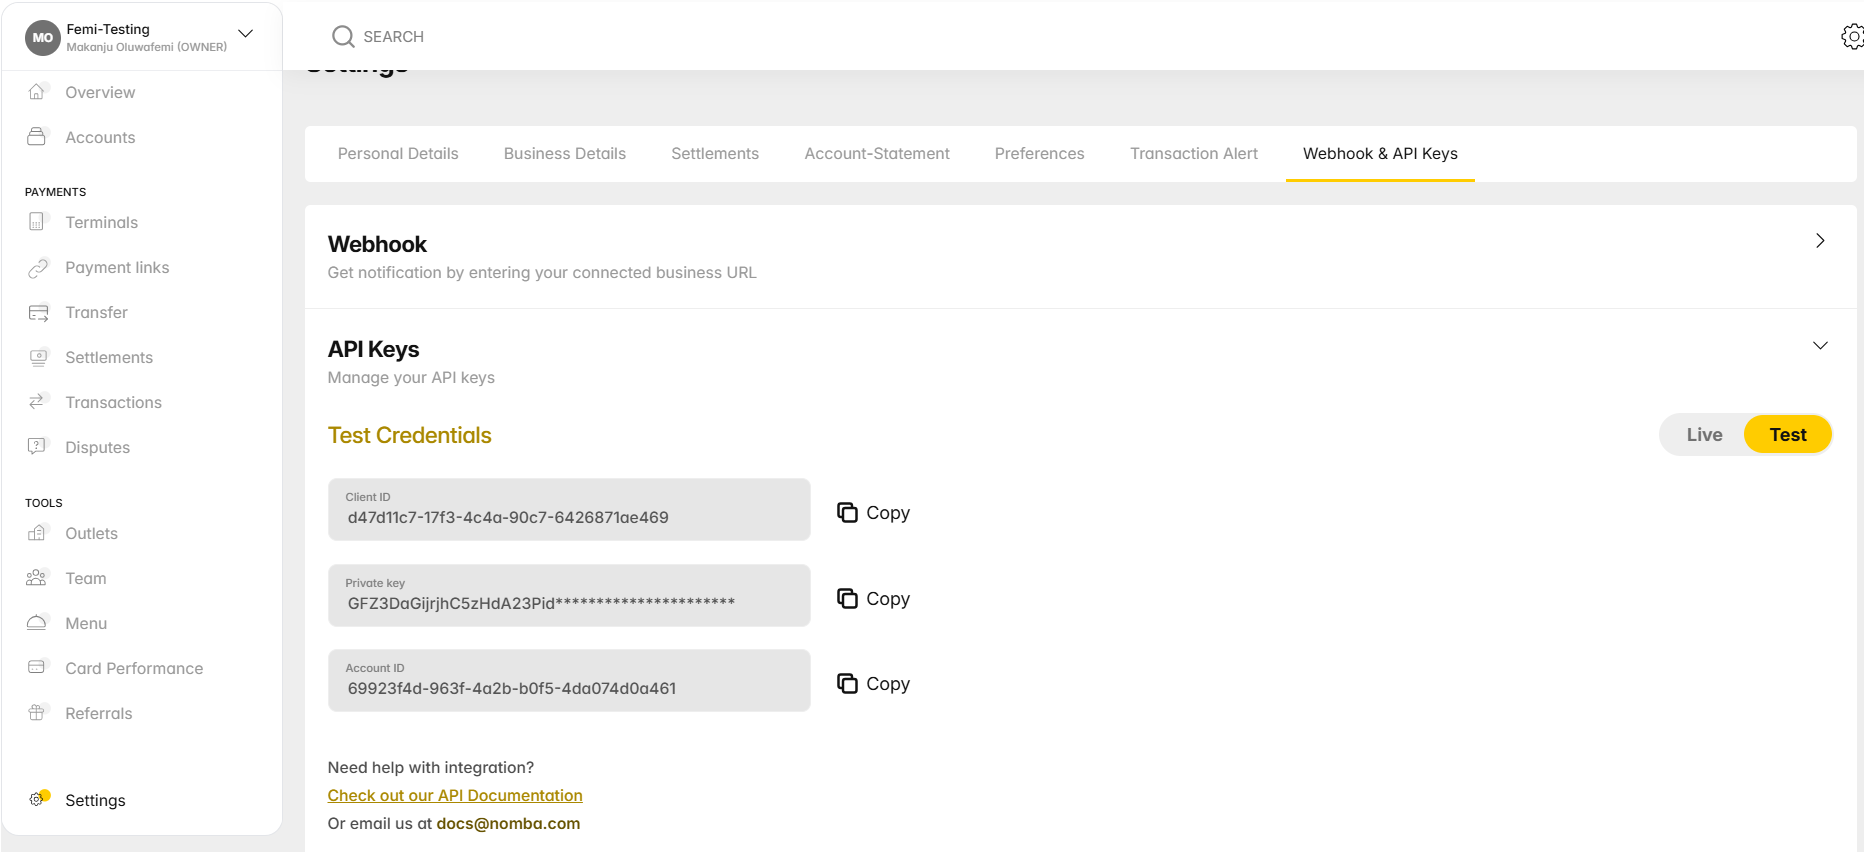 MO
Femi-Testing
Makanju Oluwafemi (OWNER)
SEARCH
Settings
Overview
Accounts
PAYMENTS
Terminals
Payment links
Transfer
Settlements
Transactions
Disputes
TOOLS
Outlets
Team
Menu
Card Performance
Referrals
Settings
Personal Details
Business Details
Settlements
Account-Statement
Preferences
Transaction Alert
Webhook & API Keys
Webhook
Get notification by entering your connected business URL
API Keys
Manage your API keys
Test Credentials
Live
Test
Client ID
d47d11c7-17f3-4c4a-90c7-6426871ae469
Copy
Private key
GFZ3DaGijrjhC5zHdA23Pid**********************
Copy
Account ID
69923f4d-963f-4a2b-b0f5-4da074d0a461
Copy
Need help with integration?
Check out our API Documentation
Or email us at docs@nomba.com